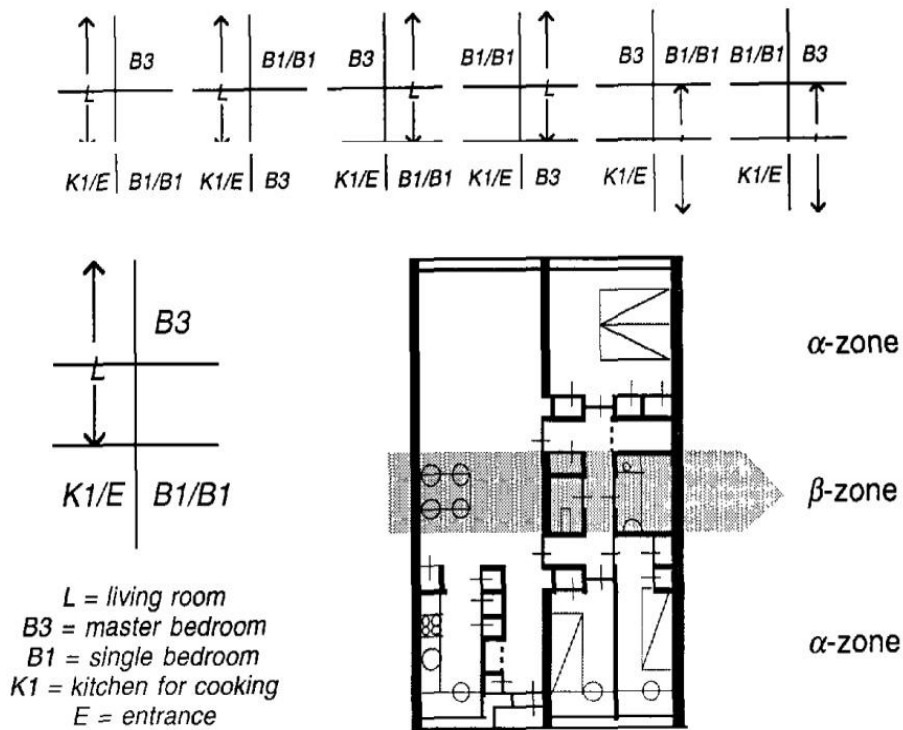 B3
L
K1/E B1/B1
B1/B1
L
K1/E B3
B3
L
K1/E B1/B1
B1/B1
L
K1/E B3
B3 B1/B1
K1/E
B1/B1 B3
K1/E
B3
L
K1/E B1/B1
L = living room
B3 = master bedroom
B1 = single bedroom
K1 = kitchen for cooking
E = entrance
α-zone
β-zone
α-zone